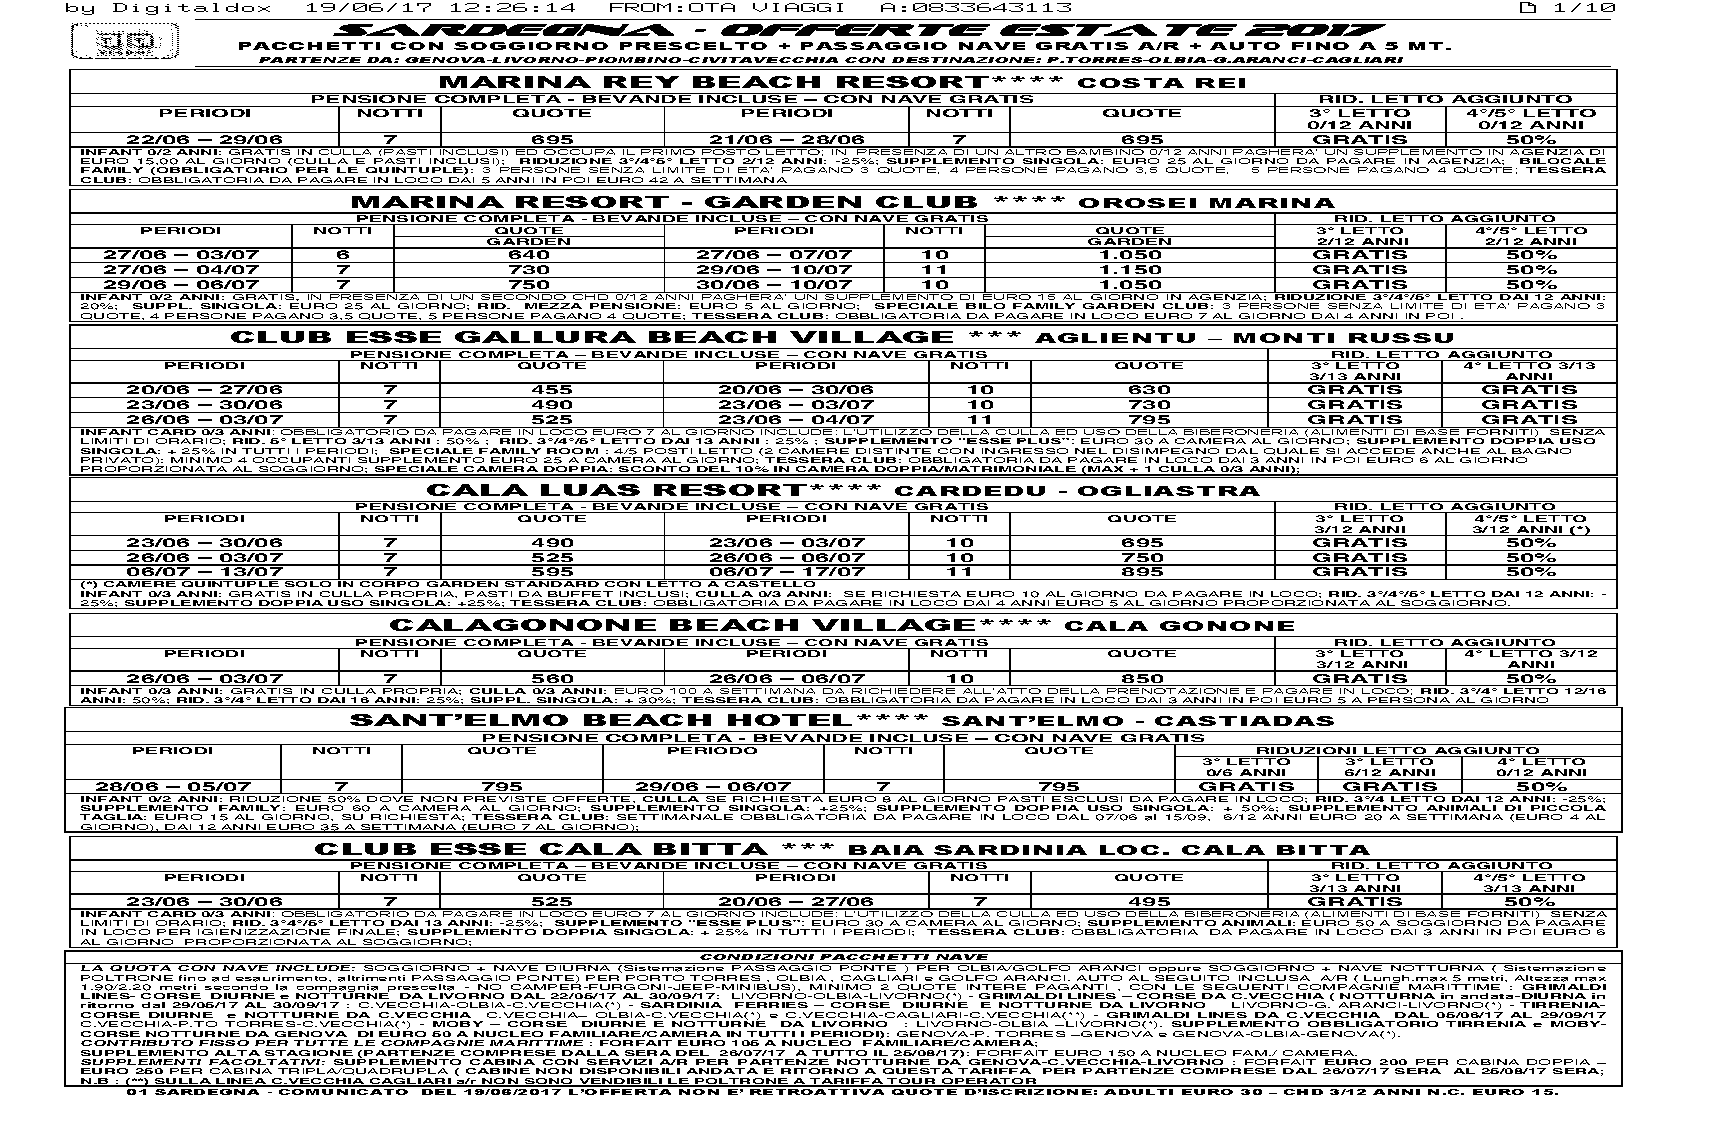 by Digitaldox 19/06/17 12:26:14 FROM:OTA VIAGGI A:0833643113 1/10
SARDEGNA - OFFERTE ESTATE 2017
PACCHETTI CON SOGGIORNO PRESCELTO + PASSAGGIO NAVE GRATIS A/R + AUTO FINO A 5 MT.
PARTENZE DA: GENOVA-LIVORNO-PIOMBINO-CIVITAVECCHIA CON DESTINAZIONE: P.TORRES-OLBIA-G.ARANCI-CAGLIARI
MARINA REY BEACH RESORT**** COSTA REI
PENSIONE COMPLETA - BEVANDE INCLUSE – CON NAVE GRATIS RID. LETTO AGGIUNTO
PERIODI NOTTI QUOTE PERIODI NOTTI QUOTE 3° LETTO 4°/5° LETTO
0/12 ANNI 0/12 ANNI
22/06 – 29/06 7 695 21/06 – 28/06 7 695 GRATIS 50%
INFANT 0/2 ANNI: GRATIS IN CULLA (PASTI INCLUSI) ED OCCUPA IL PRIMO POSTO LETTO; IN PRESENZA DI UN ALTRO BAMBINO 0/12 ANNI PAGHERA' UN SUPPLEMENTO IN AGENZIA DI
EURO 15,00 AL GIORNO (CULLA E PASTI INCLUSI); RIDUZIONE 3°/4°/5° LETTO 2/12 ANNI: -25%; SUPPLEMENTO SINGOLA: EURO 25 AL GIORNO DA PAGARE IN AGENZIA; BILOCALE
FAMILY (OBBLIGATORIO PER LE QUINTUPLE): 3 PERSONE SENZA LIMITE DI ETA' PAGANO 3 QUOTE, 4 PERSONE PAGANO 3,5 QUOTE, 5 PERSONE PAGANO 4 QUOTE; TESSERA
CLUB: OBBLIGATORIA DA PAGARE IN LOCO DAI 5 ANNI IN POI EURO 42 A SETTIMANA
MARINA RESORT - GARDEN CLUB **** OROSEI MARINA
PENSIONE COMPLETA - BEVANDE INCLUSE – CON NAVE GRATIS RID. LETTO AGGIUNTO
PERIODI NOTTI QUOTE PERIODI NOTTI QUOTE 3° LETTO 4°/5° LETTO
GARDEN GARDEN 2/12 ANNI 2/12 ANNI
27/06 – 03/07 6 640 27/06 – 07/07 10 1.050 GRATIS 50%
27/06 – 04/07 7 730 29/06 – 10/07 11 1.150 GRATIS 50%
29/06 – 06/07 7 750 30/06 – 10/07 10 1.050 GRATIS 50%
INFANT 0/2 ANNI: GRATIS, IN PRESENZA DI UN SECONDO CHD 0/12 ANNI PAGHERA' UN SUPPLEMENTO DI EURO 15 AL GIORNO IN AGENZIA; RIDUZIONE 3°/4°/5° LETTO DAI 12 ANNI:
20%; SUPPL. SINGOLA: EURO 25 AL GIORNO; RID. MEZZA PENSIONE: EURO 5 AL GIORNO; SPECIALE BILO FAMILY GARDEN CLUB: 3 PERSONE SENZA LIMITE DI ETA' PAGANO 3
QUOTE, 4 PERSONE PAGANO 3,5 QUOTE, 5 PERSONE PAGANO 4 QUOTE; TESSERA CLUB: OBBLIGATORIA DA PAGARE IN LOCO EURO 7 AL GIORNO DAI 4 ANNI IN POI .
CLUB ESSE GALLURA BEACH VILLAGE *** AGLIENTU – MONTI RUSSU
PENSIONE COMPLETA – BEVANDE INCLUSE – CON NAVE GRATIS RID. LETTO AGGIUNTO
PERIODI NOTTI QUOTE PERIODI NOTTI QUOTE 3° LETTO 4° LETTO 3/13
3/13 ANNI ANNI
20/06 – 27/06 7 455 20/06 – 30/06 10 630 GRATIS GRATIS
23/06 – 30/06 7 490 23/06 – 03/07 10 730 GRATIS GRATIS
26/06 – 03/07 7 525 23/06 – 04/07 11 795 GRATIS GRATIS
INFANT CARD 0/3 ANNI: OBBLIGATORIO DA PAGARE IN LOCO EURO 7 AL GIORNO INCLUDE: L'UTILIZZO DELLA CULLA ED USO DELLA BIBERONERIA (ALIMENTI DI BASE FORNITI) SENZA
LIMITI DI ORARIO; RID. 5° LETTO 3/13 ANNI : 50% ; RID. 3°/4°/5° LETTO DAI 13 ANNI : 25% ; SUPPLEMENTO "ESSE PLUS": EURO 30 A CAMERA AL GIORNO; SUPPLEMENTO DOPPIA USO
SINGOLA: + 25% IN TUTTI I PERIODI; SPECIALE FAMILY ROOM : 4/5 POSTI LETTO (2 CAMERE DISTINTE CON INGRESSO NEL DISIMPEGNO DAL QUALE SI ACCEDE ANCHE AL BAGNO
PRIVATO): MINIMO 4 OCCUPANTI SUPPLEMENTO EURO 25 A CAMERA AL GIORNO; TESSERA CLUB: OBBLIGATORIA DA PAGARE IN LOCO DAI 3 ANNI IN POI EURO 6 AL GIORNO
PROPORZIONATA AL SOGGIORNO; SPECIALE CAMERA DOPPIA: SCONTO DEL 10% IN CAMERA DOPPIA/MATRIMONIALE (MAX + 1 CULLA 0/3 ANNI);
CALA LUAS RESORT**** CARDEDU - OGLIASTRA
PENSIONE COMPLETA - BEVANDE INCLUSE – CON NAVE GRATIS RID. LETTO AGGIUNTO
PERIODI NOTTI QUOTE PERIODI NOTTI QUOTE 3° LETTO 4°/5° LETTO
3/12 ANNI 3/12 ANNI (*)
23/06 – 30/06 7 490 23/06 – 03/07 10 695 GRATIS 50%
26/06 – 03/07 7 525 26/06 – 06/07 10 750 GRATIS 50%
06/07 – 13/07 7 595 06/07 – 17/07 11 895 GRATIS 50%
(*) CAMERE QUINTUPLE SOLO IN CORPO GARDEN STANDARD CON LETTO A CASTELLO
INFANT 0/3 ANNI: GRATIS IN CULLA PROPRIA, PASTI DA BUFFET INCLUSI; CULLA 0/3 ANNI: SE RICHIESTA EURO 10 AL GIORNO DA PAGARE IN LOCO; RID. 3°/4°/5° LETTO DAI 12 ANNI: -
25%; SUPPLEMENTO DOPPIA USO SINGOLA: +25%; TESSERA CLUB: OBBLIGATORIA DA PAGARE IN LOCO DAI 4 ANNI EURO 5 AL GIORNO PROPORZIONATA AL SOGGIORNO.
CALAGONONE BEACH VILLAGE**** CALA GONONE
PENSIONE COMPLETA - BEVANDE INCLUSE – CON NAVE GRATIS RID. LETTO AGGIUNTO
PERIODI NOTTI QUOTE PERIODI NOTTI QUOTE 3° LETTO 4° LETTO 3/12
3/12 ANNI ANNI
26/06 – 03/07 7 560 26/06 – 06/07 10 850 GRATIS 50%
INFANT 0/3 ANNI: GRATIS IN CULLA PROPRIA; CULLA 0/3 ANNI: EURO 100 A SETTIMANA DA RICHIEDERE ALL'ATTO DELLA PRENOTAZIONE E PAGARE IN LOCO; RID. 3°/4° LETTO 12/16
ANNI: 50%; RID. 3°/4° LETTO DAI 16 ANNI: 25%; SUPPL. SINGOLA: + 30%; TESSERA CLUB: OBBLIGATORIA DA PAGARE IN LOCO DAI 3 ANNI IN POI EURO 5 A PERSONA AL GIORNO
SANT'ELMO BEACH HOTEL**** SANT'ELMO - CASTIADAS
PENSIONE COMPLETA - BEVANDE INCLUSE – CON NAVE GRATIS
PERIODI NOTTI QUOTE PERIODO NOTTI QUOTE RIDUZIONI LETTO AGGIUNTO
3° LETTO 3° LETTO 4° LETTO
0/6 ANNI 6/12 ANNI 0/12 ANNI
28/06 – 05/07 7 795 29/06 – 06/07 7 795 GRATIS GRATIS 50%
INFANT 0/2 ANNI: RIDUZIONE 50% DOVE NON PREVISTE OFFERTE, CULLA SE RICHIESTA EURO 8 AL GIORNO PASTI ESCLUSI DA PAGARE IN LOCO; RID. 3°/4 LETTO DAI 12 ANNI: -25%;
SUPPLEMENTO FAMILY: EURO 60 A CAMERA AL GIORNO; SUPPLEMENTO SINGOLA: +25%; SUPPLEMENTO DOPPIA USO SINGOLA: + 50%; SUPPLEMENTO ANIMALI DI PICCOLA
TAGLIA: EURO 15 AL GIORNO, SU RICHIESTA; TESSERA CLUB: SETTIMANALE OBBLIGATORIA DA PAGARE IN LOCO DAL 07/06 al 15/09, 6/12 ANNI EURO 20 A SETTIMANA (EURO 4 AL
GIORNO), DAI 12 ANNI EURO 35 A SETTIMANA (EURO 7 AL GIORNO);
CLUB ESSE CALA BITTA *** BAIA SARDINIA LOC. CALA BITTA
PENSIONE COMPLETA – BEVANDE INCLUSE – CON NAVE GRATIS RID. LETTO AGGIUNTO
PERIODI NOTTI QUOTE PERIODI NOTTI QUOTE 3° LETTO 4°/5° LETTO
3/13 ANNI 3/13 ANNI
23/06 – 30/06 7 525 20/06 – 27/06 7 495 GRATIS 50%
INFANT CARD 0/3 ANNI: OBBLIGATORIO DA PAGARE IN LOCO EURO 7 AL GIORNO INCLUDE: L'UTILIZZO DELLA CULLA ED USO DELLA BIBERONERIA (ALIMENTI DI BASE FORNITI) SENZA
LIMITI DI ORARIO; RID. 3°4°/5° LETTO DAI 13 ANNI: -25%; SUPPLEMENTO "ESSE PLUS": EURO 30 A CAMERA AL GIORNO; SUPPLEMENTO ANIMALI: EURO 50 A SOGGIORNO DA PAGARE
IN LOCO PER IGIENIZZAZIONE FINALE; SUPPLEMENTO DOPPIA SINGOLA: + 25% IN TUTTI I PERIODI; TESSERA CLUB: OBBLIGATORIA DA PAGARE IN LOCO DAI 3 ANNI IN POI EURO 6
AL GIORNO PROPORZIONATA AL SOGGIORNO;
CONDIZIONI PACCHETTI NAVE
LA QUOTA CON NAVE INCLUDE: SOGGIORNO + NAVE DIURNA (Sistemazione PASSAGGIO PONTE ) PER OLBIA/GOLFO ARANCI oppure SOGGIORNO + NAVE NOTTURNA ( Sistemazione
POLTRONE fino ad esaurimento, altrimenti PASSAGGIO PONTE) PER PORTO TORRES , OLBIA , CAGLIARI e GOLFO ARANCI. AUTO AL SEGUITO INCLUSA A/R ( Lungh.max 5 metri, Altezza max
1.90/2.20 metri secondo la compagnia prescelta - NO CAMPER-FURGONI-JEEP-MINIBUS), MINIMO 2 QUOTE INTERE PAGANTI , CON LE SEGUENTI COMPAGNIE MARITTIME : GRIMALDI
LINES- CORSE DIURNE e NOTTURNE DA LIVORNO DAL 22/05/17 AL 30/09/17: LIVORNO-OLBIA-LIVORNO(*) - GRIMALDI LINES – CORSE DA C.VECCHIA ( NOTTURNA in andata-DIURNA in
ritorno dal 29/05/17 AL 30/09/17 : C.VECCHIA-OLBIA-C.VECCHIA(*) - SARDINIA FERRIES – CORSE DIURNE E NOTTURNE DA LIVORNO : LIVORNO-G. ARANCI-LIVORNO(*) - TIRRENIA-
CORSE DIURNE e NOTTURNE DA C.VECCHIA C.VECCHIA– OLBIA-C.VECCHIA(*) e C.VECCHIA-CAGLIARI-C.VECCHIA(**) - GRIMALDI LINES DA C.VECCHIA DAL 05/06/17 AL 29/09/17
C.VECCHIA-P.TO TORRES-C.VECCHIA(*) - MOBY – CORSE DIURNE E NOTTURNE DA LIVORNO : LIVORNO-OLBIA –LIVORNO(*). SUPPLEMENTO OBBLIGATORIO TIRRENIA e MOBY-
CORSE NOTTURNE DA GENOVA DI EURO 50 A NUCLEO FAMILIARE/CAMERA IN TUTTI I PERIODI): GENOVA-P. TORRES –GENOVA e GENOVA-OLBIA-GENOVA(*).
CONTRIBUTO FISSO PER TUTTE LE COMPAGNIE MARITTIME : FORFAIT EURO 105 A NUCLEO FAMILIARE/CAMERA;
SUPPLEMENTO ALTA STAGIONE (PARTENZE COMPRESE DALLA SERA DEL 26/07/17 A TUTTO IL 25/08/17): FORFAIT EURO 150 A NUCLEO FAM./ CAMERA.
SUPPLEMENTI FACOLTATIVI: SUPPLEMENTO CABINA CON SERVIZI A/R PER PARTENZE NOTTURNE DA GENOVA-C.VECCHIA-LIVORNO : FORFAIT EURO 200 PER CABINA DOPPIA –
EURO 250 PER CABINA TRIPLA/QUADRUPLA ( CABINE NON DISPONIBILI ANDATA E RITORNO A QUESTA TARIFFA PER PARTENZE COMPRESE DAL 26/07/17 SERA AL 25/08/17 SERA;
N.B : (**) SULLA LINEA C.VECCHIA CAGLIARI a/r NON SONO VENDIBILI LE POLTRONE A TARIFFA TOUR OPERATOR
01 SARDEGNA - COMUNICATO DEL 19/06/2017 L'OFFERTA NON E' RETROATTIVA QUOTE D'ISCRIZIONE: ADULTI EURO 30 – CHD 3/12 ANNI N.C. EURO 15.